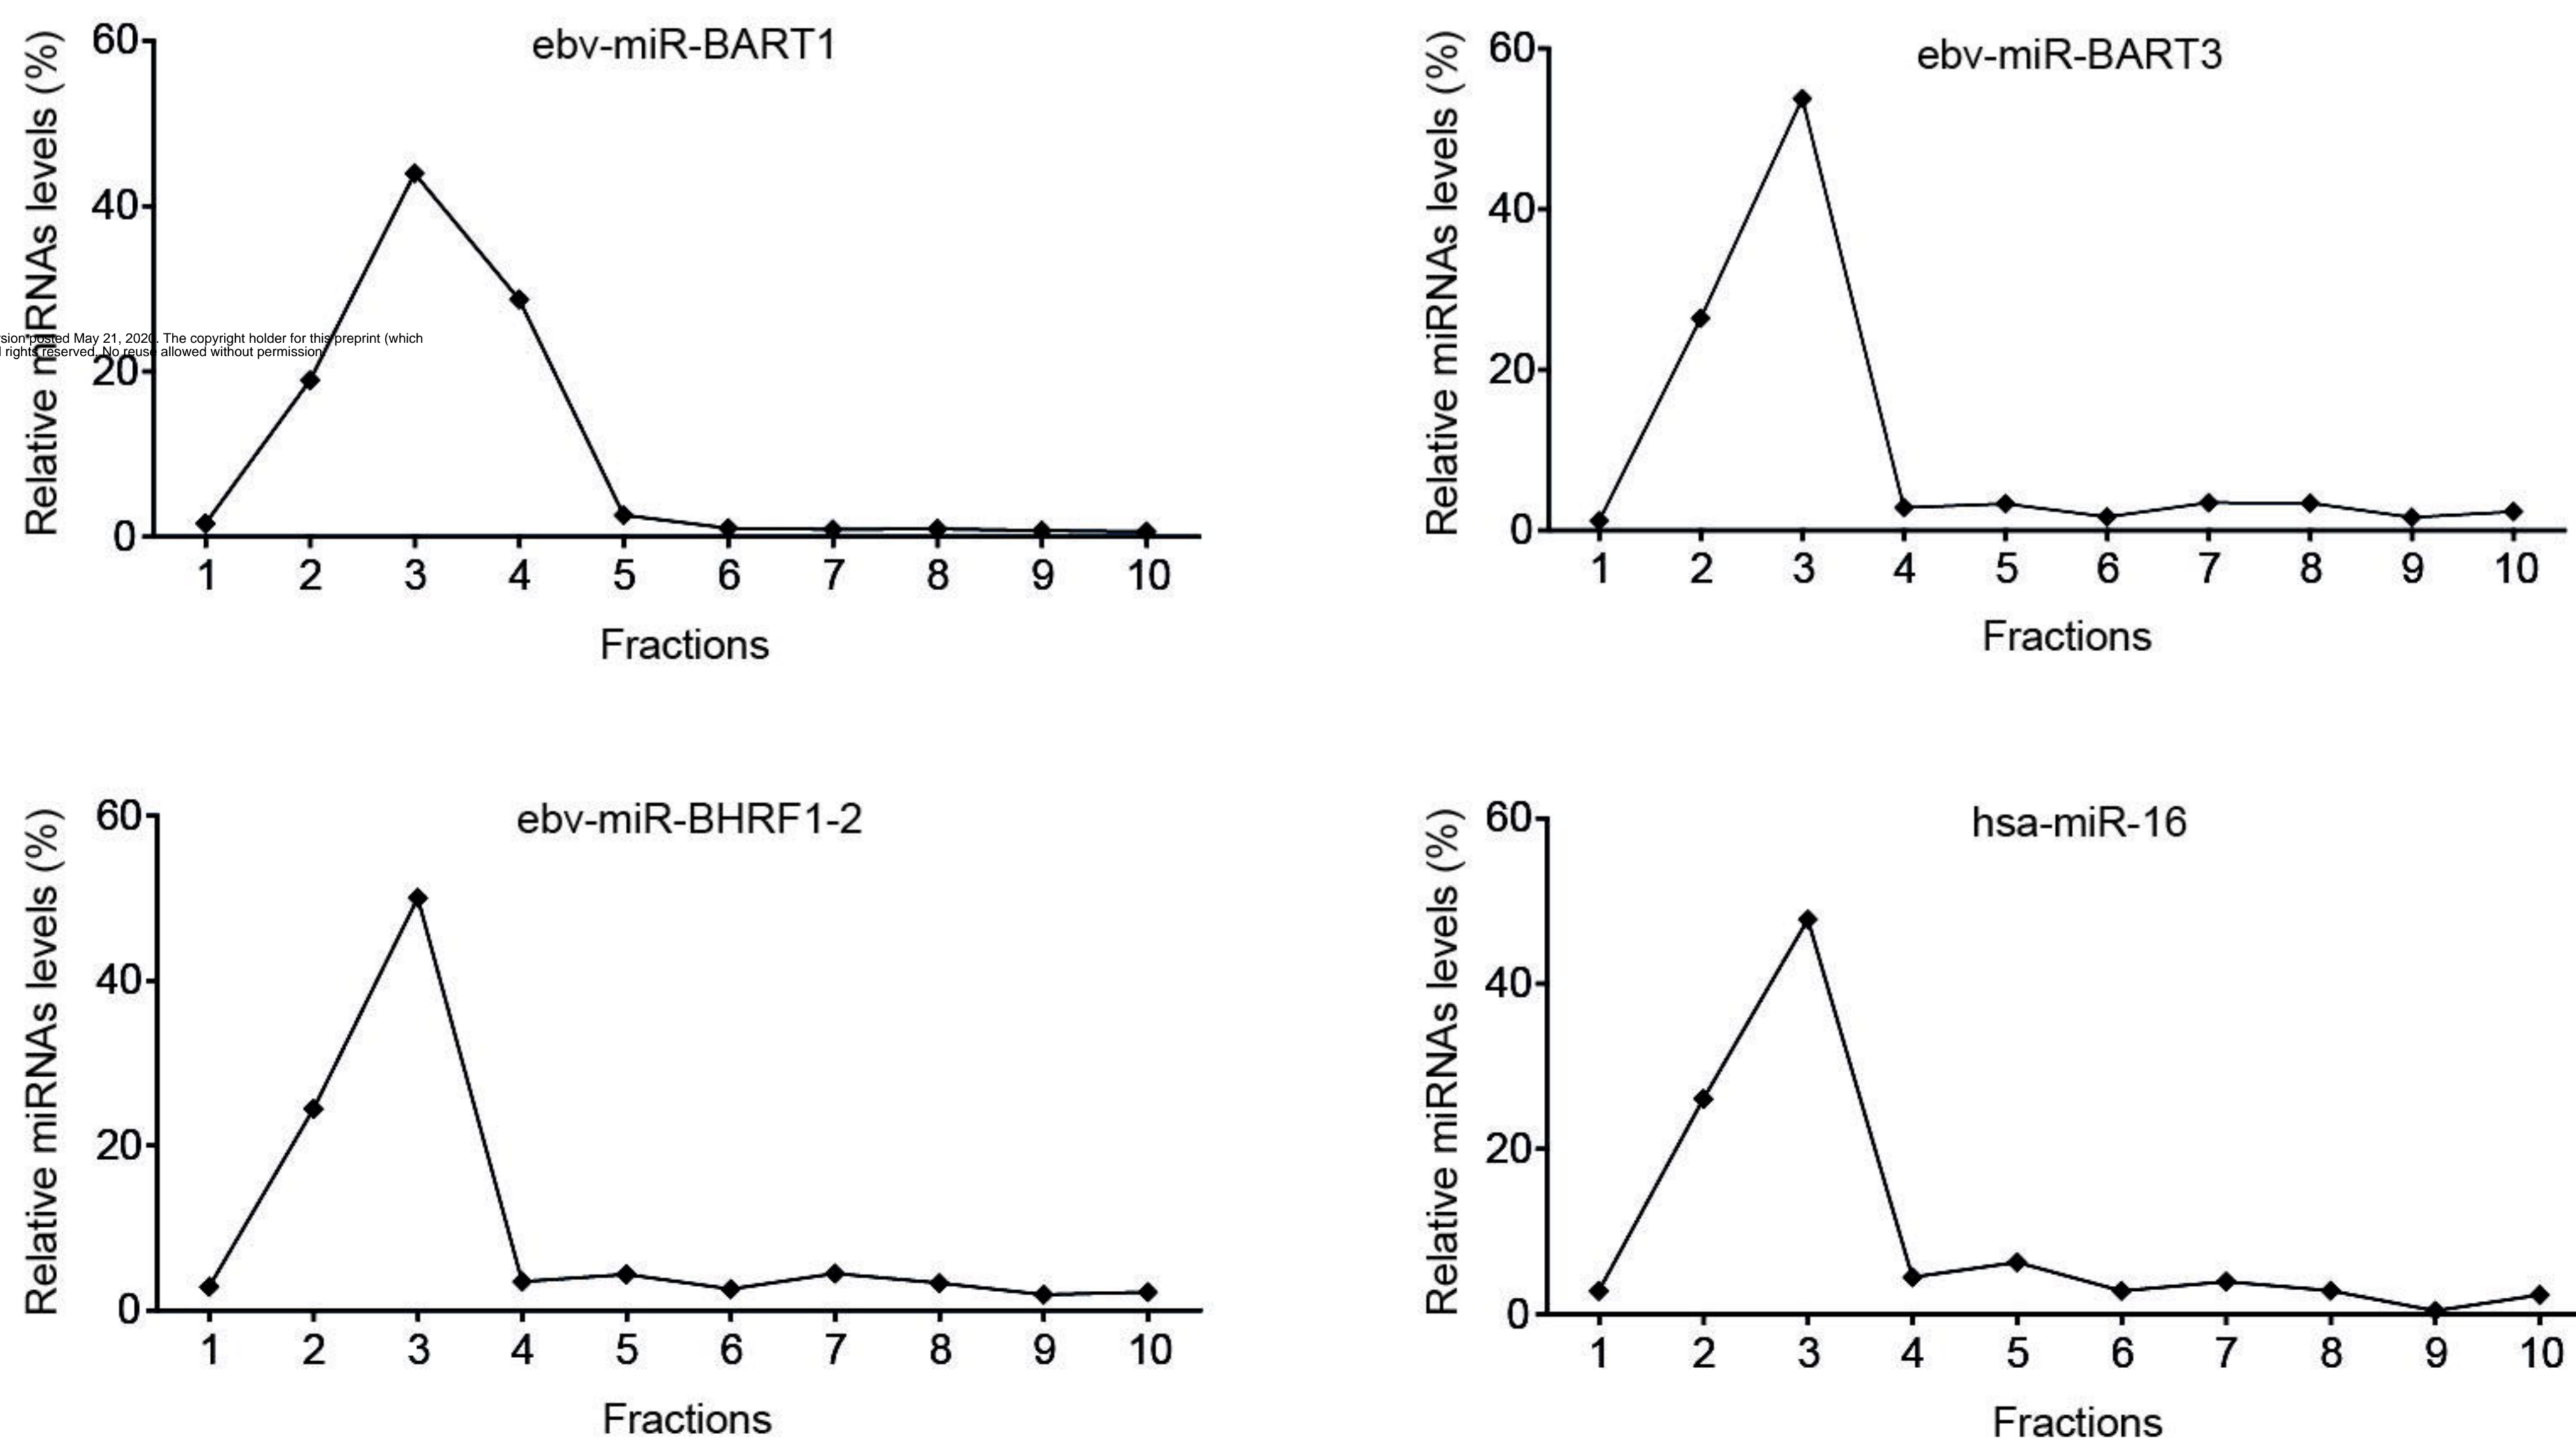 ebv-miR-BART1
Relative miRNAs levels (%)
60
40
20
0
1 2 3 4 5 6 7 8 9 10
Fractions
posted May 21, 2020. The copyright holder for this preprint (which
rights reserved. No reuse allowed without permission.
ebv-miR-BART3
Relative miRNAs levels (%)
60
40
20
0
1 2 3 4 5 6 7 8 9 10
Fractions
ebv-miR-BHRF1-2
Relative miRNAs levels (%)
60
40
20
0
1 2 3 4 5 6 7 8 9 10
Fractions
hsa-miR-16
Relative miRNAs levels (%)
60
40
20
0
1 2 3 4 5 6 7 8 9 10
Fractions